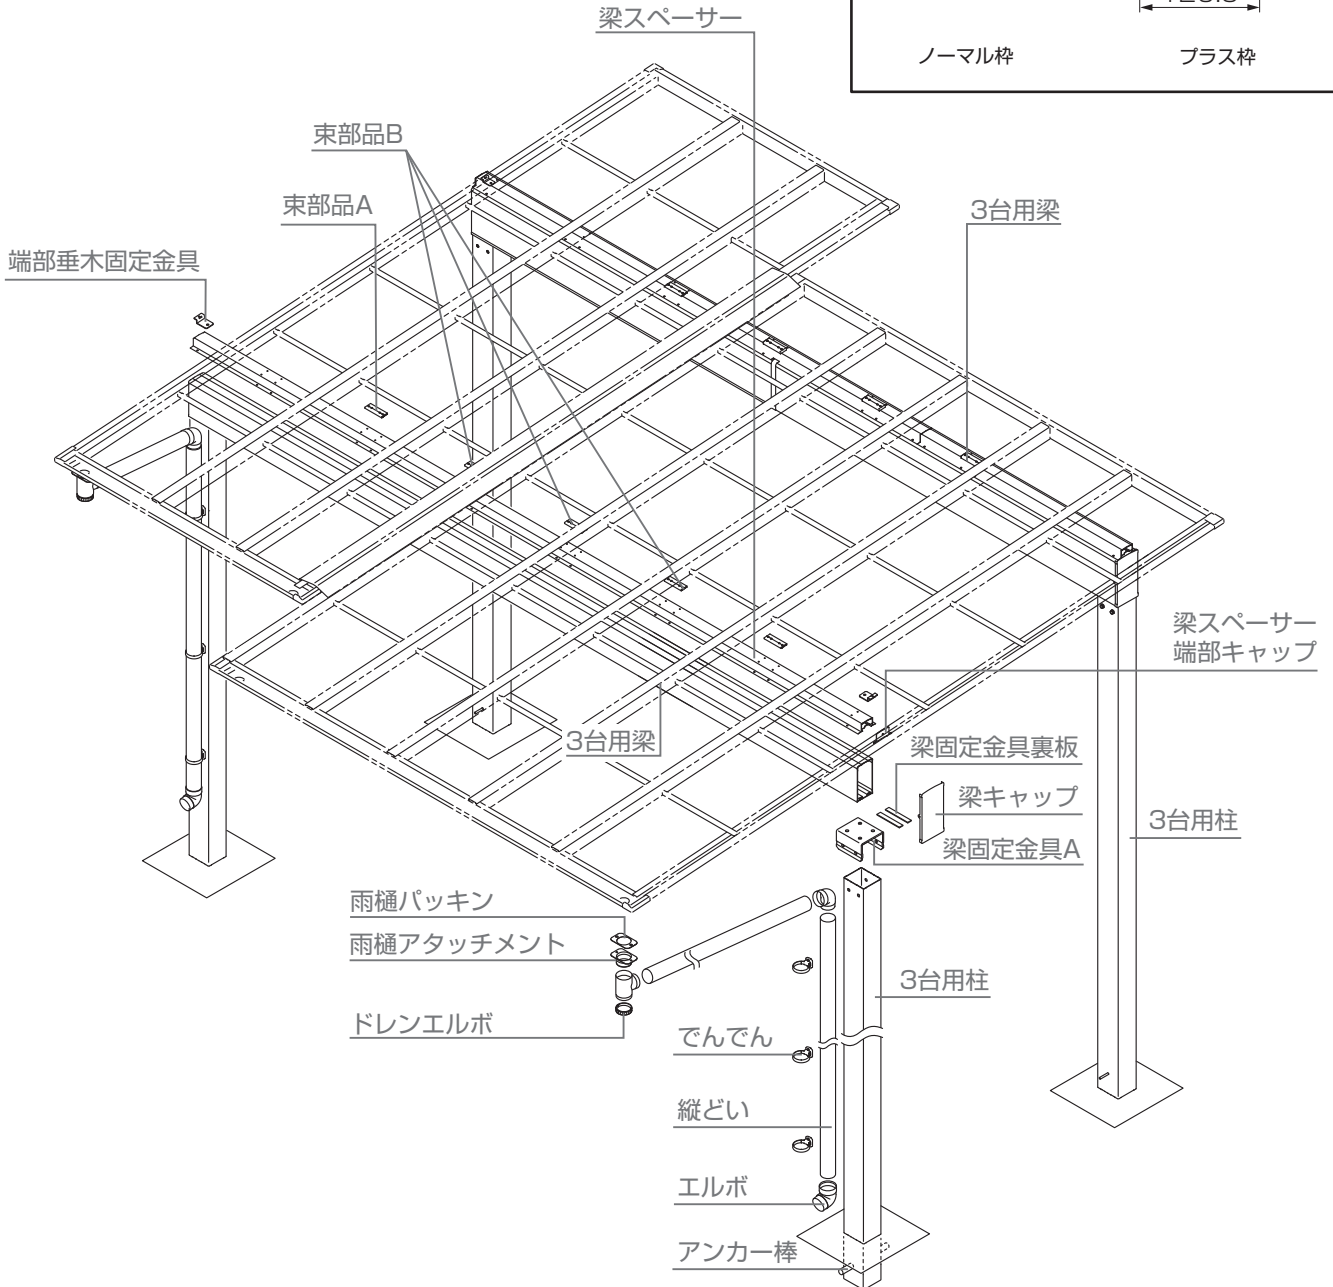 梁スペーサー
ノーマル枠
プラス枠
束部品B
束部品A
3台用梁
端部垂木固定金具
梁スペーサー
端部キャップ
3台用梁
梁固定金具裏板
梁キャップ
3台用柱
梁固定金具A
雨樋パッキン
雨樋アタッチメント
3台用柱
ドレンエルボ
でんでん
縦どい
エルボ
アンカー棒